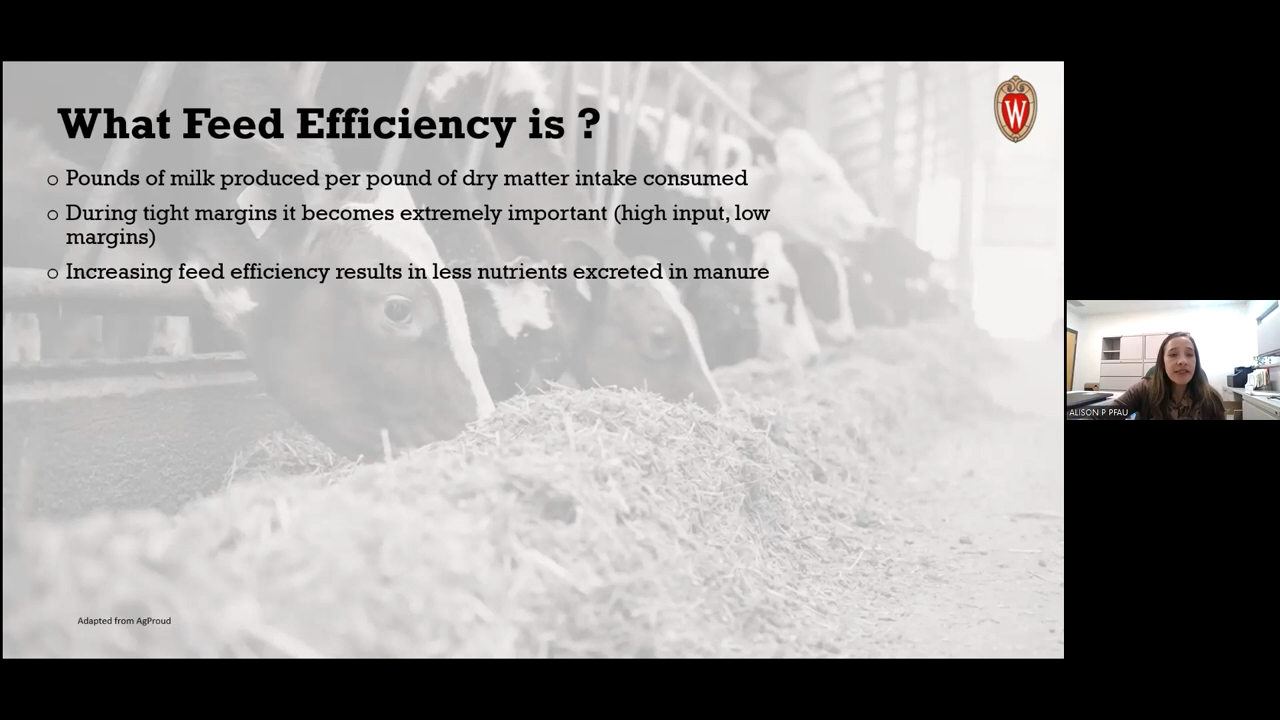 What Feed Efficiency is ?
o Pounds of milk produced per pound of dry matter intake consumed
o During tight margins it becomes extremely important (high input, low
margins)
o Increasing feed efficiency results in less nutrients excreted in manure
Adapted from AgProud
W
ALISON P PFAU